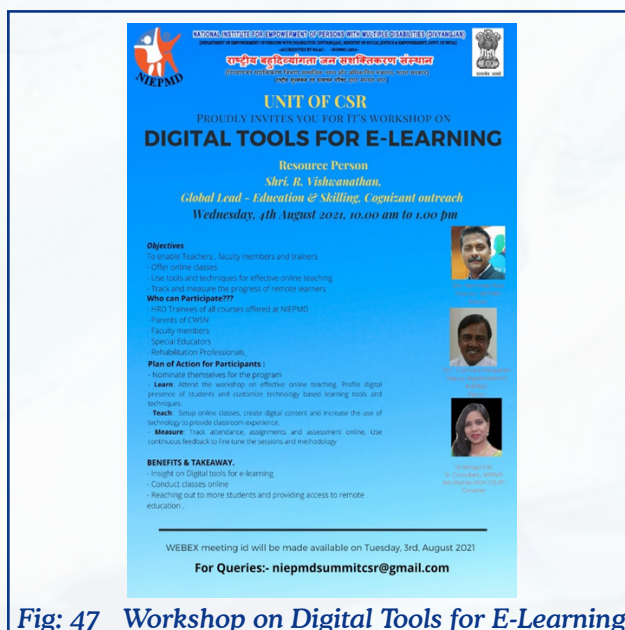 NIEPMD
NATIONAL INSTITUTE FOR EMPOWERMENT OF PERSONS WITH MULTIPLE DISABILITIES (DIVYANGJAN)
राष्ट्रीय बहुदिव्यांगता जन सशक्तिकरण संस्थान
UNIT OF CSR
PROUDLY INVITES YOU FOR IT'S WORKSHOP ON
DIGITAL TOOLS FOR E-LEARNING
Resource Person
Shri. R. Vishwanathan,
Global Lead - Education & Skilling, Cognizant outreach
Wednesday, 4th August 2021, 10.00 am to 1.00 pm
Objectives
To enable Teachers , faculty members and trainers
- Offer online classes
- Use tools and techniques for effective online teaching
- Track and measure the progress of remote learners
Who can Participate???
- HRD Trainees of all courses offered at NIEPMD
- Parents of CWSN
- Faculty members
- Special Educators
- Rehabilitation Professionals
Plan of Action for Participants :
- Nominate themselves for the program
- Learn: Attend the workshop on effective online teaching. Profile digital
presence of students and customize technology based learning tools and
techniques.
- Teach: Setup online classes, create digital content and increase the use of
technology to provide classroom experience.
- Measure: Track attendance, assignments and assessment online, Use
continuous feedback to fine tune the sessions and methodology
BENEFITS & TAKEAWAY.
- Insight on Digital tools for e-learning
- Conduct classes online
- Reaching out to more students and providing access to remote
education .
WEBEX meeting id will be made available on Tuesday, 3rd, August 2021
For Queries:- niepmdsummitcsr@gmail.com
Fig: 47 Workshop on Digital Tools for E-Learning